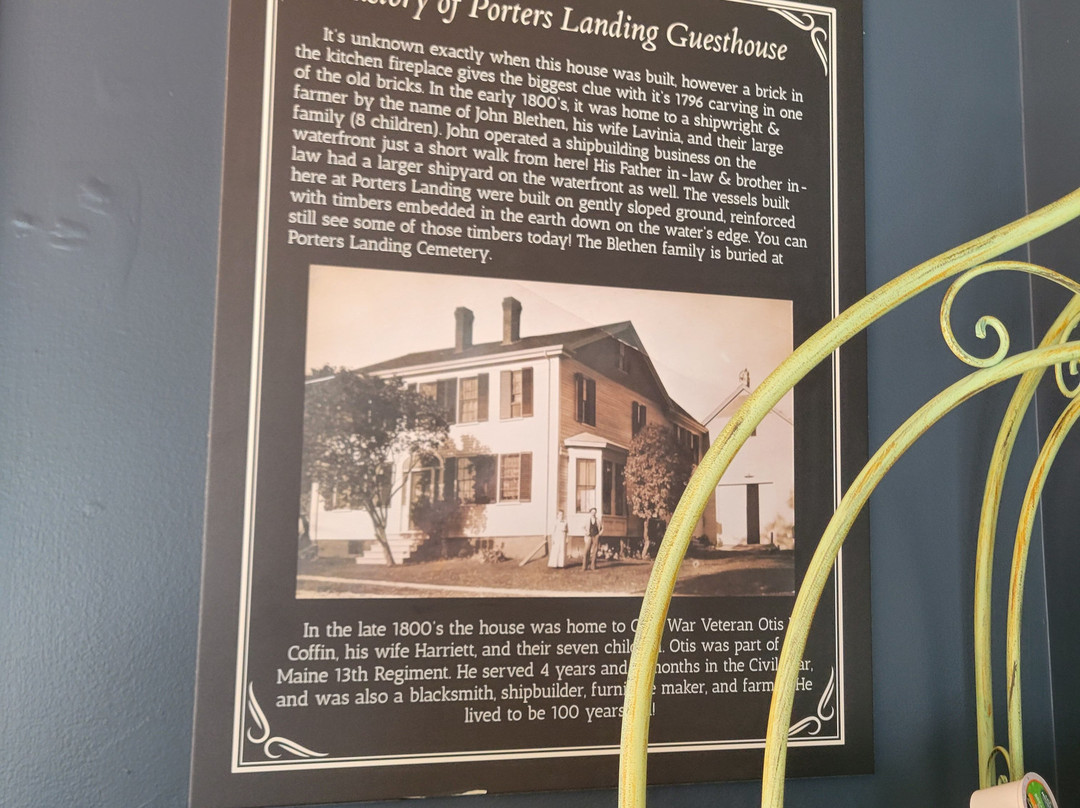 of Porters Landing Guesthouse
It's unknown exactly when this house was built, however a brick in
the kitchen fireplace gives the biggest clue with it's 1796 carving in one
of the old bricks. In the early 1800's, it was home to a shipwright &
farmer by the name of John Blethen, his wife Lavinia, and their large
family (8 children). John operated a shipbuilding business on the
waterfront just a short walk from here! His Father in-law & brother in-
law had a larger shipyard on the waterfront as well. The vessels built
here at Porters Landing were built on gently sloped ground, reinforced
with timbers embedded in the earth down on the water's edge. You can
still see some of those timbers today! The Blethen family is buried at
Porters Landing Cemetery.
In the late 1800's the house was home to War Veteran Otis
Coffin, his wife Harriett, and their seven Otis was part of
Maine 13th Regiment. He served 4 years and months in the Civil
and was also a blacksmith, shipbuilder, maker, and He
lived to be 100 years